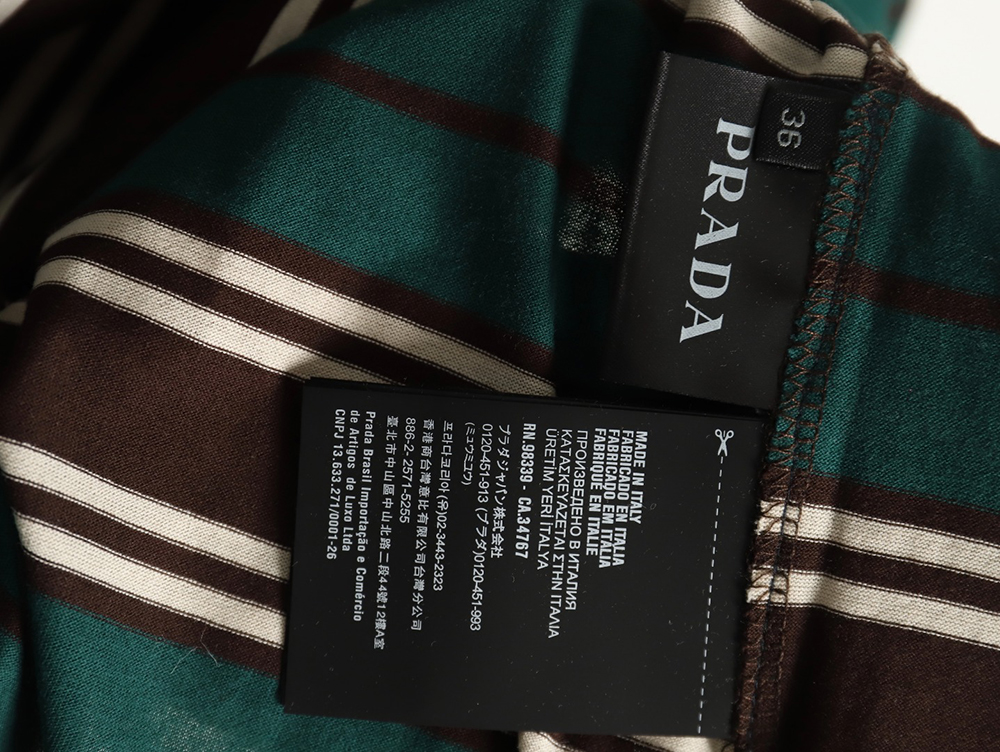 PRADA
36
MADE IN ITALY
FABRICADO EN ITALIA
FABRICADO EM ITALIA
FABRIQUE EN ITALIE
ПРОИЗВЕДЕНО В ИТАЛИЯ
ΚΑΤΑΣΚΕΥΑΖΕΤΑΙ ΣΤΗΝ ΙΤΑΛΙΑ
ÜRETİM YERİ İTALYA
RN.98339 - CA.34767
プラダジャパン株式会社
0120-451-913 (プラダ)0120-451-993
(ミュウミュウ)
프라다코리아(유)02-3443-2323
香港商台灣意比有限公司台灣分公司
886-2- 2571-5255
臺北市中山區中山北路二段44號12樓A室
Prada Brasil Importação e Comércio
de Artigos de Luxo Ltda
CNPJ 13.633.271/0001-26